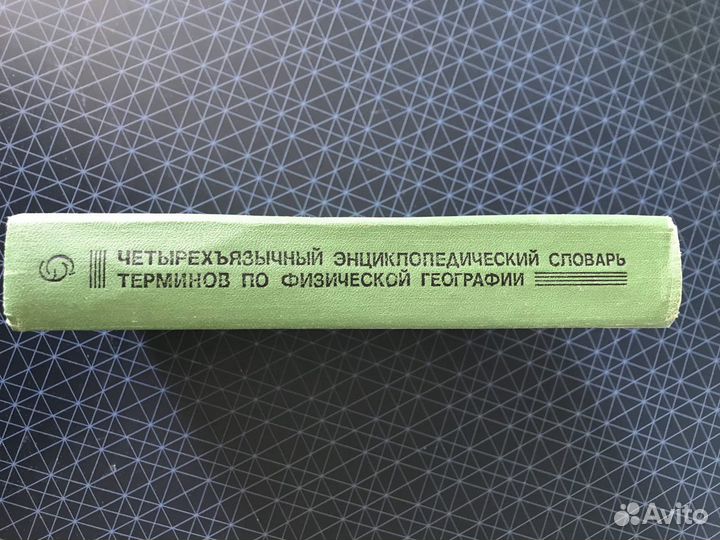 ЧЕТЫРЕХЪЯЗЫЧНЫЙ ЭНЦИКЛОПЕДИЧЕСКИЙ СЛОВАРЬ
ТЕРМИНОВ ПО ФИЗИЧЕСКОЙ ГЕОГРАФИИ
Avito